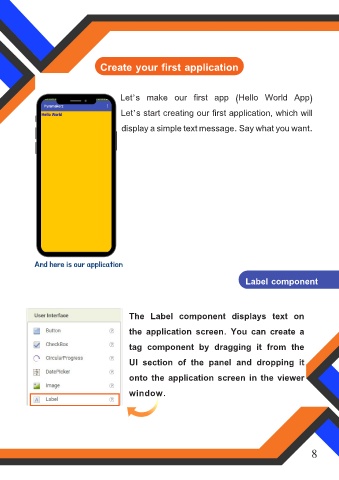 Create your first application
Let's make our first app (Hello World App)
Let's start creating our first application, which will
display a simple text message. Say what you want.
Hello World
And here is our application
Label component
User Interface
Button
CheckBox
CircularProgress
DatePicker
Image
Label
The Label component displays text on
the application screen. You can create a
tag component by dragging it from the
UI section of the panel and dropping it
onto the application screen in the viewer
window.
8